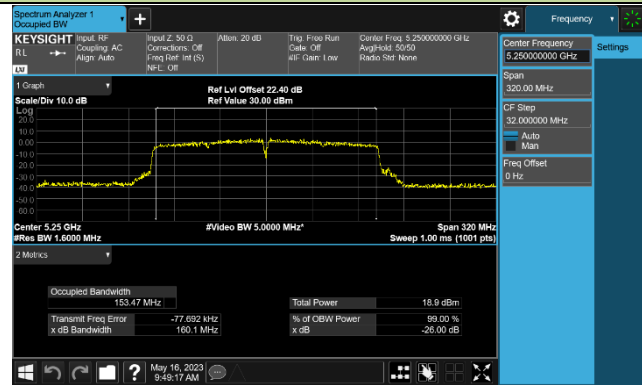 Spectrum Analyzer 1
Occupied BW
+
Frequency
KEYSIGHT
Input: RF
Coupling: AC
Align: Auto
Input Z: 50 Ω
Corrections: Off
Freq Ref: Int (S)
NFE: Off
Atten: 20 dB
Trig: Free Run
Gate: Off
#IF Gain: Low
Center Freq: 5.250000000 GHz
Avg|Hold: 50/50
Radio Std: None
RL
LXI
Center Frequency
5.250000000 GHz
Settings
Span
320.00 MHz
CF Step
32.000000 MHz
Auto
Man
Freq Offset
0 Hz
1 Graph
Scale/Div 10.0 dB
Ref Lvl Offset 22.40 dB
Ref Value 30.00 dBm
Log
20.0
10.0
0.00
-10.0
-20.0
-30.0
-40.0
-50.0
-60.0
Center 5.25 GHz
#Res BW 1.6000 MHz
#Video BW 5.0000 MHz*
Span 320 MHz
Sweep 1.00 ms (1001 pts)
2 Metrics
Occupied Bandwidth
153.47 MHz
Total Power 18.9 dBm
Transmit Freq Error -77.692 kHz
% of OBW Power 99.00 %
x dB Bandwidth 160.1 MHz
x dB -26.00 dB
?
May 16, 2023
9:49:17 AM